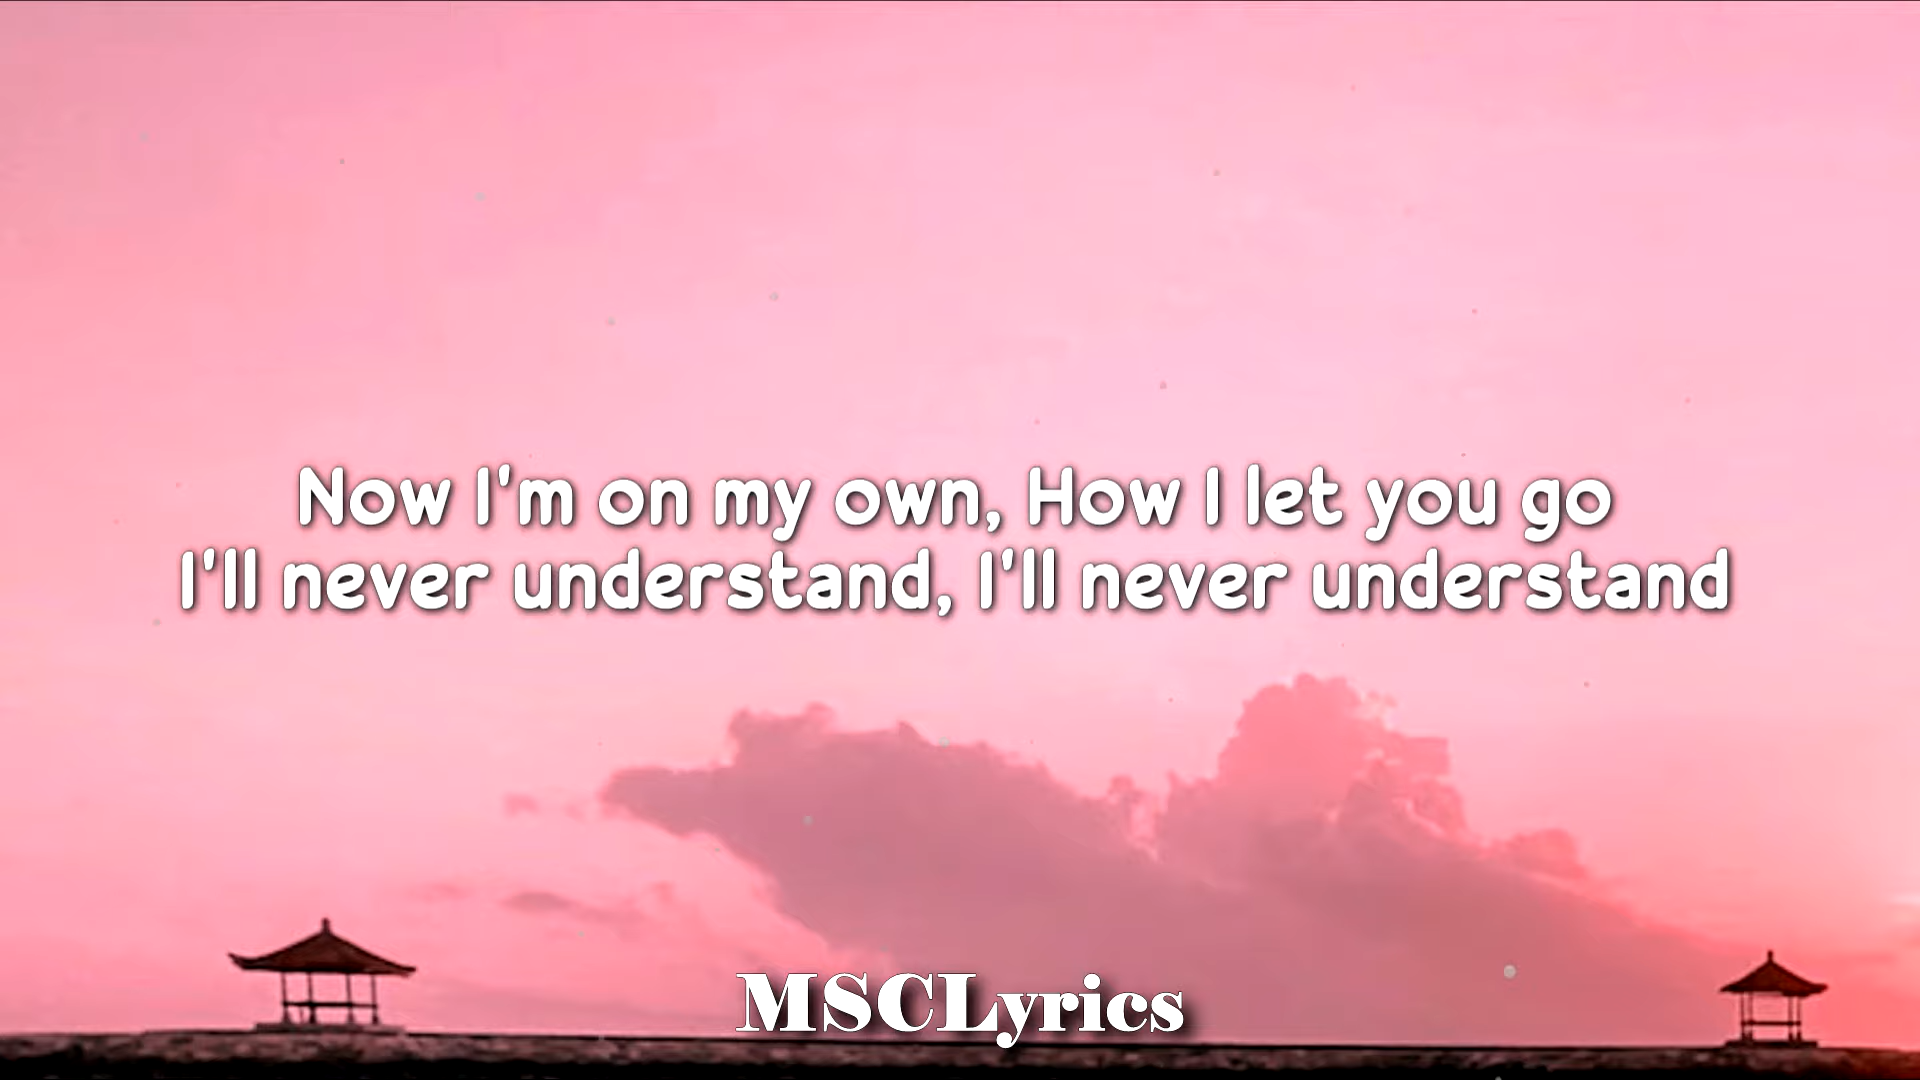 Now I'm on my own, How I let you go
I'll never understand, I'll never understand
MSCLyrics